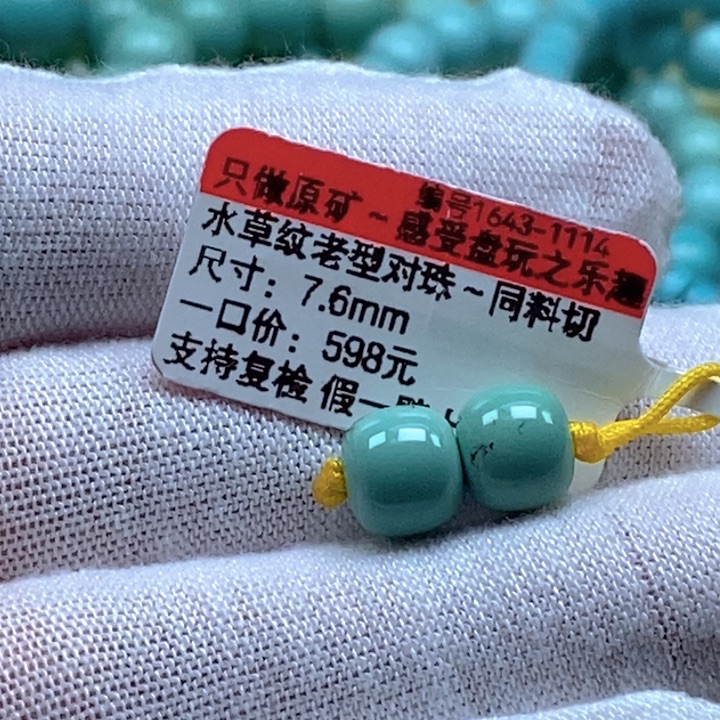 编号1643-1114
只做原矿~感受盘玩之乐趣
水草纹老型对珠~同料切
尺寸：7.6mm
一口价：598元
支持复检 假一